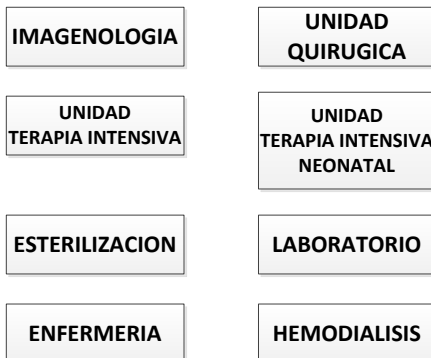 IMAGENOLOGIA
UNIDAD
QUIRUGICA
UNIDAD
TERAPIA INTENSIVA
UNIDAD
TERAPIA INTENSIVA
NEONATAL
ESTERILIZACION
LABORATORIO
ENFERMERIA
HEMODIALISIS